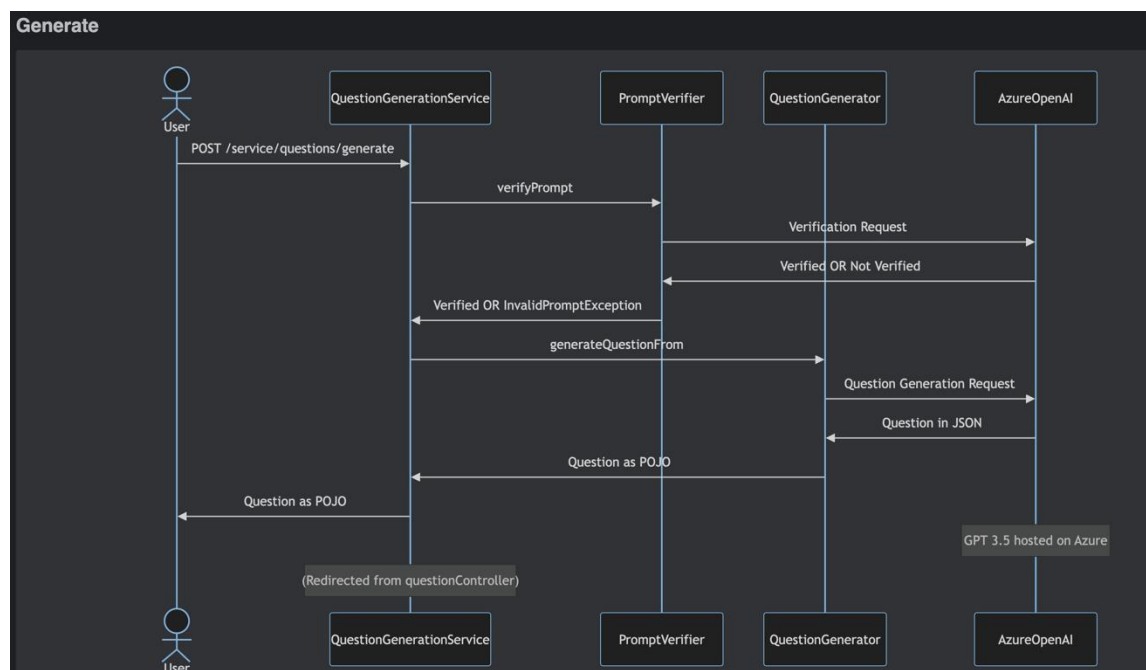 Generate
QuestionGenerationService
PromptVerifier
QuestionGenerator
AzureOpenAI
User
POST /service/questions/generate
verifyPrompt
Verification Request
Verified OR Not Verified
Verified OR InvalidPromptException
generateQuestionFrom
Question Generation Request
Question in JSON
Question as POJO
Question as POJO
GPT 3.5 hosted on Azure
(Redirected from questionController)
QuestionGenerationService
PromptVerifier
QuestionGenerator
AzureOpenAI
User